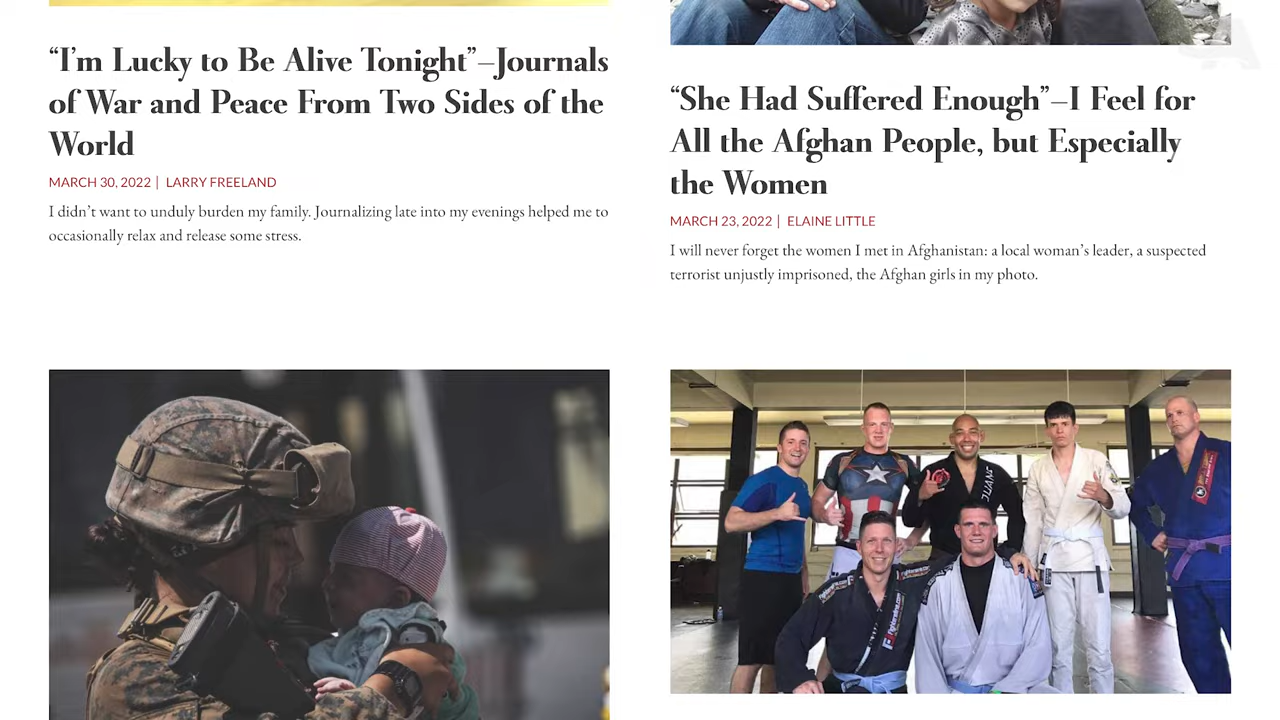 “I’m Lucky to Be Alive Tonight”–Journals
of War and Peace From Two Sides of the
World
MARCH 30, 2022 | LARRY FREELAND
I didn’t want to unduly burden my family. Journalizing late into my evenings helped me to
occasionally relax and release some stress.
“She Had Suffered Enough”–I Feel for
All the Afghan People, but Especially
the Women
MARCH 23, 2022 | ELAINE LITTLE
I will never forget the women I met in Afghanistan: a local woman’s leader, a suspected
terrorist unjustly imprisoned, the Afghan girls in my photo.